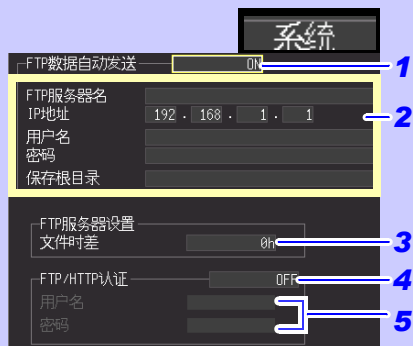 系统
FTP数据自动发送 ON 1
FTP服务器名
IP地址 192 . 168 . 1 . 1 2
用户名
密码
保存根目录
FTP服务器设置
文件时差 0h 3
FTP/HTTP认证 OFF 4
用户名
密码 5